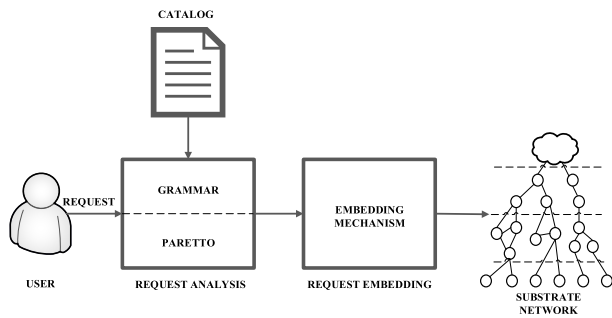 CATALOG
REQUEST
GRAMMAR
PARETTO
EMBEDDING
MECHANISM
USER
REQUEST ANALYSIS
REQUEST EMBEDDING
SUBSTRATE
NETWORK